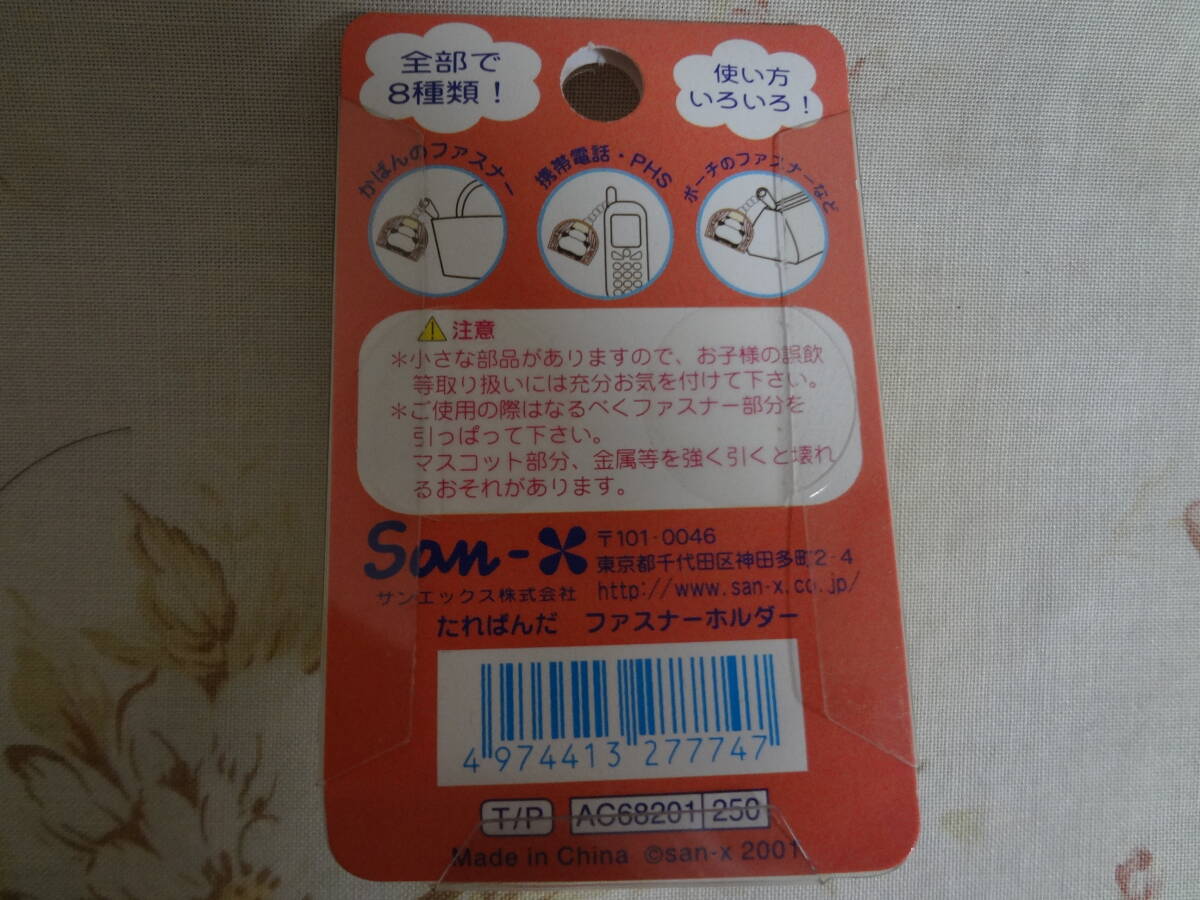 全部で
8種類！
使い方
いろいろ！
かばんのファスナー
携帯電話・PHS
ポーチのファスナーなど
注意
＊小さな部品がありますので、お子様の誤飲
等取り扱いには充分お気を付けて下さい。
＊ご使用の際はなるべくファスナー部分を
引っぱって下さい。
マスコット部分、金属等を強く引くと壊れ
るおそれがあります。
San-X
〒101-0046
東京都千代田区神田多町2-4
サンエックス株式会社 http://www.san-x.co.jp/
たればんだ ファスナーホルダー
4 974413 277747
T/P AC68201 250
Made in China ©san-x 2001